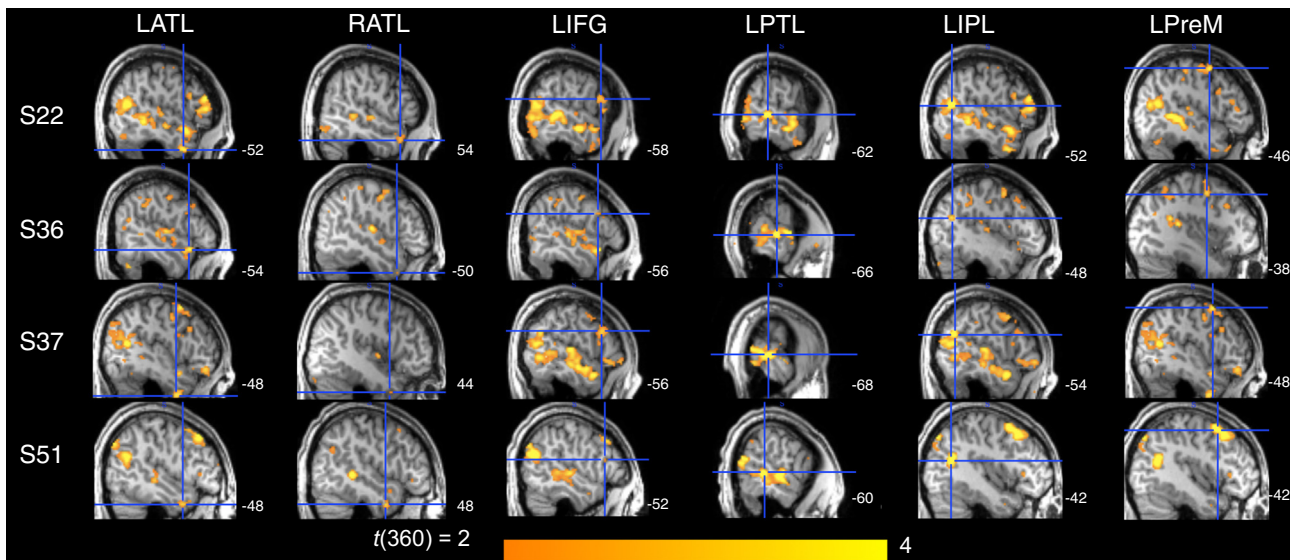 LATL RATL LIFG LPTL LIPL LPreM
S22 -52 54 -58 -62 -52 -46
S36 -54 -50 -56 -66 -48 -38
S37 -48 44 -56 -68 -54 -48
S51 -48 48 -52 -60 -42 -42
t(360) = 2 4